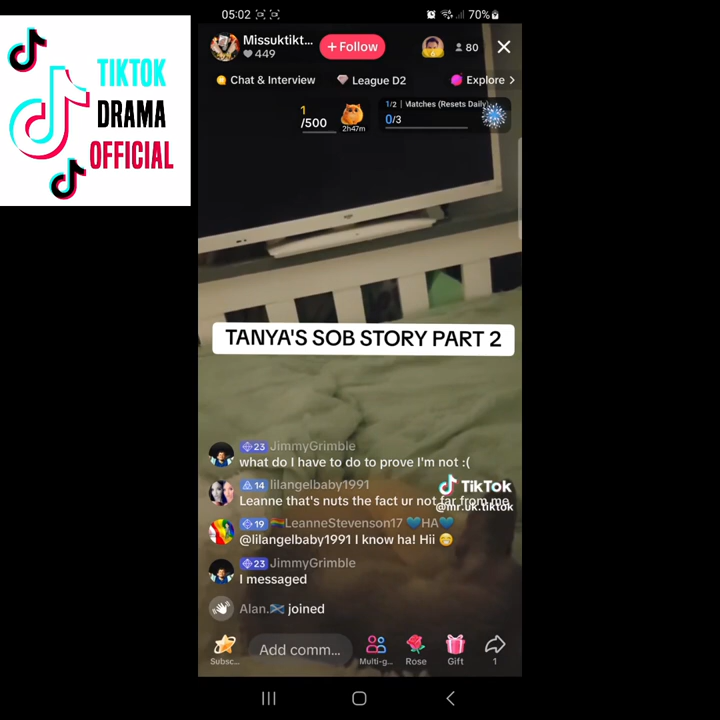 05:02
70%
TIKTOK
DRAMA
OFFICIAL
Missuktikt...
449
+ Follow
80
Chat & Interview
League D2
Explore >
1
/500
2h47m
1/2 | Matches (Resets Daily)
0/3
TANYA'S SOB STORY PART 2
23 JimmyGrimble
what do I have to do to prove I'm not :(
14 lilangelbaby1991
Leanne that's nuts the fact ur not far from me
TikTok
@mr.uk.tiktok
19 🏳️‍🌈LeanneStevenson17 💙HA💙
@lilangelbaby1991 I know ha! Hii 😁
23 JimmyGrimble
I messaged
Alan.🏴󠁧󠁢󠁳󠁣󠁴󠁿 joined
Subsc...
Add comm...
Multi-g...
Rose
Gift
1